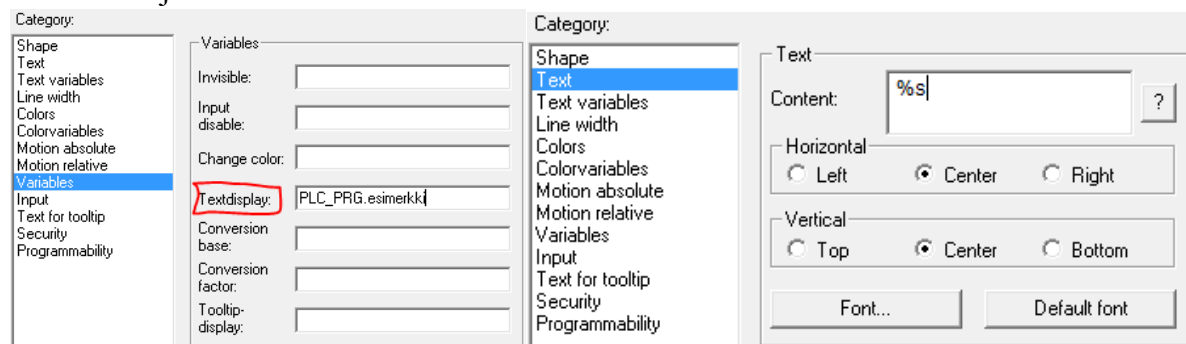 Category:
Shape
Text
Text variables
Line width
Colors
Colorvariables
Motion absolute
Motion relative
Variables
Input
Text for tooltip
Security
Programmability
Variables
Invisible:
Input
disable:
Change color:
Textdisplay: PLC_PRG.esimerkki
Conversion
base:
Conversion
factor:
Tooltip-
display:
Category:
Shape
Text
Text variables
Line width
Colors
Colorvariables
Motion absolute
Motion relative
Variables
Input
Text for tooltip
Security
Programmability
Text
Content: %s ?
Horizontal
Left Center Right
Vertical
Top Center Bottom
Font... Default font